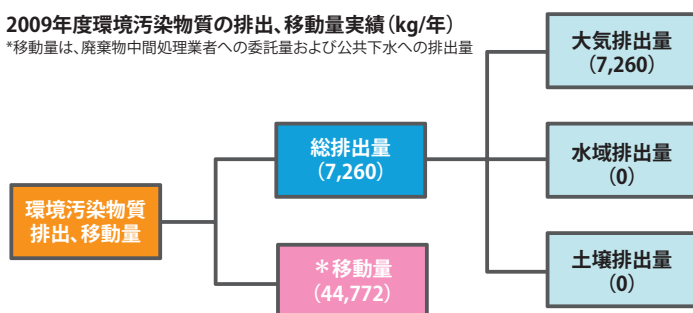 2009年度環境汚染物質の排出、移動量実績（kg/年）
*移動量は、廃棄物中間処理業者への委託量および公共下水への排出量
大気排出量
（7,260）
総排出量
（7,260）
水域排出量
（0）
環境汚染物質
排出、移動量
＊移動量
（44,772）
土壌排出量
（0）